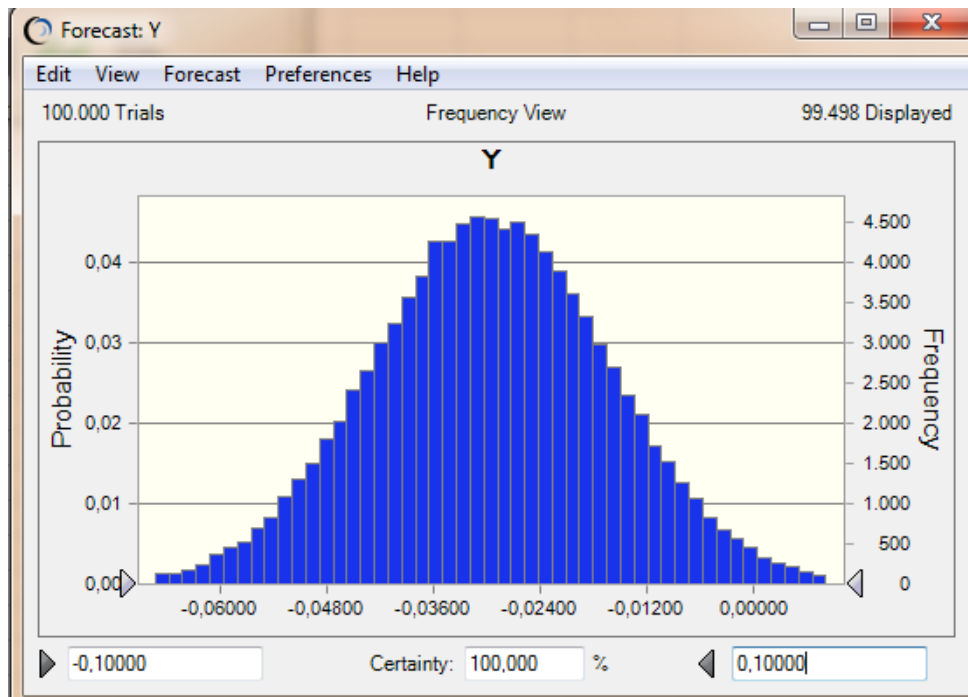 Forecast: Y
Edit View Forecast Preferences Help
100.000 Trials Frequency View 99.498 Displayed
Y
Probability
0,04
0,03
0,02
0,01
0,00
4.500
4.000
3.500
3.000
2.500
2.000
1.500
1.000
500
0
Frequency
-0,06000 -0,04800 -0,03600 -0,02400 -0,01200 0,00000
-0,10000 Certainty: 100,000 % 0,10000